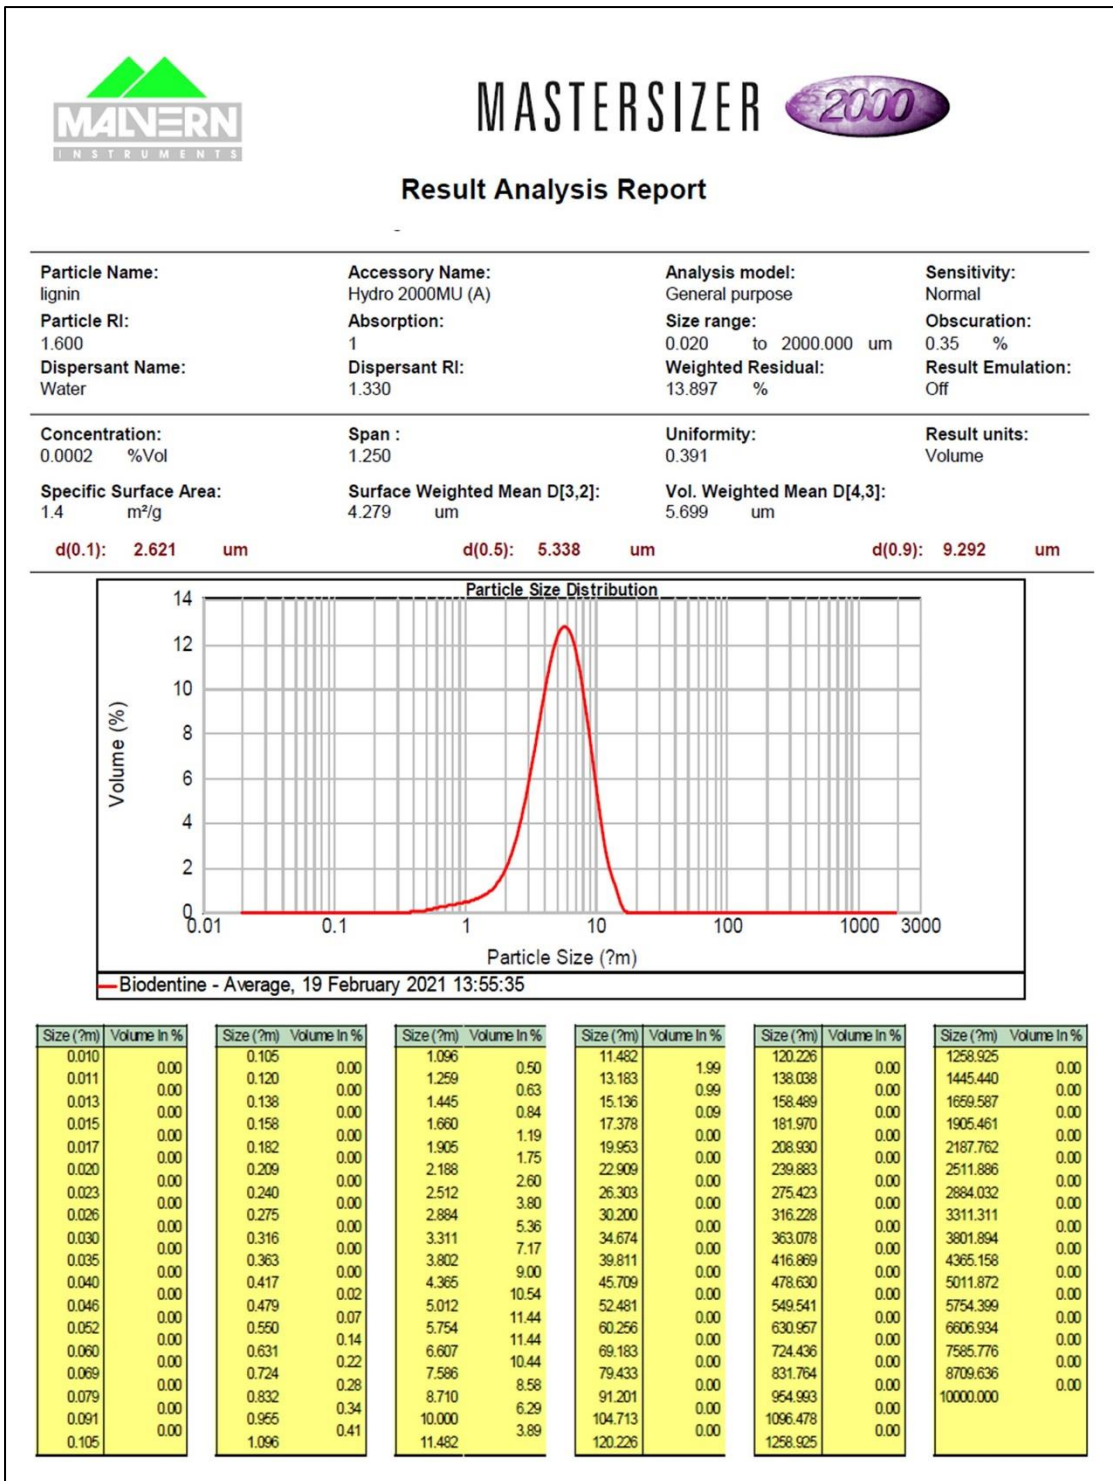 MALVERN
INSTRUMENTS
MASTERSIZER 2000
Result Analysis Report
Particle Name: Accessory Name: Analysis model: Sensitivity:
lignin Hydro 2000MU (A) General purpose Normal
Particle RI: Absorption: Size range: Obscuration:
1.600 1 0.020 to 2000.000 um 0.35 %
Dispersant Name: Dispersant RI: Weighted Residual: Result Emulation:
Water 1.330 13.897 % Off
Concentration: Span : Uniformity: Result units:
0.0002 %Vol 1.250 0.391 Volume
Specific Surface Area: Surface Weighted Mean D[3,2]: Vol. Weighted Mean D[4,3]:
1.4 m²/g 4.279 um 5.699 um
d(0.1): 2.621 um d(0.5): 5.338 um d(0.9): 9.292 um
Particle Size Distribution
14
12
10
8
6
4
2
0
Volume (%)
0.01 0.1 1 10 100 1000 3000
Particle Size (?m)
Biodentine - Average, 19 February 2021 13:55:35
Size (?m) Volume In % Size (?m) Volume In % Size (?m) Volume In % Size (?m) Volume In % Size (?m) Volume In % Size (?m) Volume In %
0.010 0.105 1.096 11.482 120.226 1258.925
0.00 0.00 0.50 1.99 0.00 0.00
0.011 0.120 1.259 13.183 138.038 1445.440
0.00 0.00 0.63 0.99 0.00 0.00
0.013 0.138 1.445 15.136 158.489 1659.587
0.00 0.00 0.84 0.09 0.00 0.00
0.015 0.158 1.660 17.378 181.970 1905.461
0.00 0.00 1.19 0.00 0.00 0.00
0.017 0.182 1.905 19.953 208.930 2187.762
0.00 0.00 1.75 0.00 0.00 0.00
0.020 0.209 2.188 22.909 239.883 2511.886
0.00 0.00 2.60 0.00 0.00 0.00
0.023 0.240 2.512 26.303 275.423 2884.032
0.00 0.00 3.80 0.00 0.00 0.00
0.026 0.275 2.884 30.200 316.228 3311.311
0.00 0.00 5.36 0.00 0.00 0.00
0.030 0.316 3.311 34.674 363.078 3801.894
0.00 0.00 7.17 0.00 0.00 0.00
0.035 0.363 3.802 39.811 416.869 4365.158
0.00 0.00 9.00 0.00 0.00 0.00
0.040 0.417 4.365 45.709 478.630 5011.872
0.00 0.02 10.54 0.00 0.00 0.00
0.046 0.479 5.012 52.481 549.541 5754.399
0.00 0.07 11.44 0.00 0.00 0.00
0.052 0.550 5.754 60.256 630.957 6606.934
0.00 0.14 11.44 0.00 0.00 0.00
0.060 0.631 6.607 69.183 724.436 7585.776
0.00 0.22 10.44 0.00 0.00 0.00
0.069 0.724 7.586 79.433 831.764 8709.636
0.00 0.28 8.58 0.00 0.00 0.00
0.079 0.832 8.710 91.201 954.993 10000.000
0.00 0.34 6.29 0.00 0.00
0.091 0.955 10.000 104.713 1096.478
0.00 0.41 3.89 0.00 0.00
0.105 1.096 11.482 120.226 1258.925